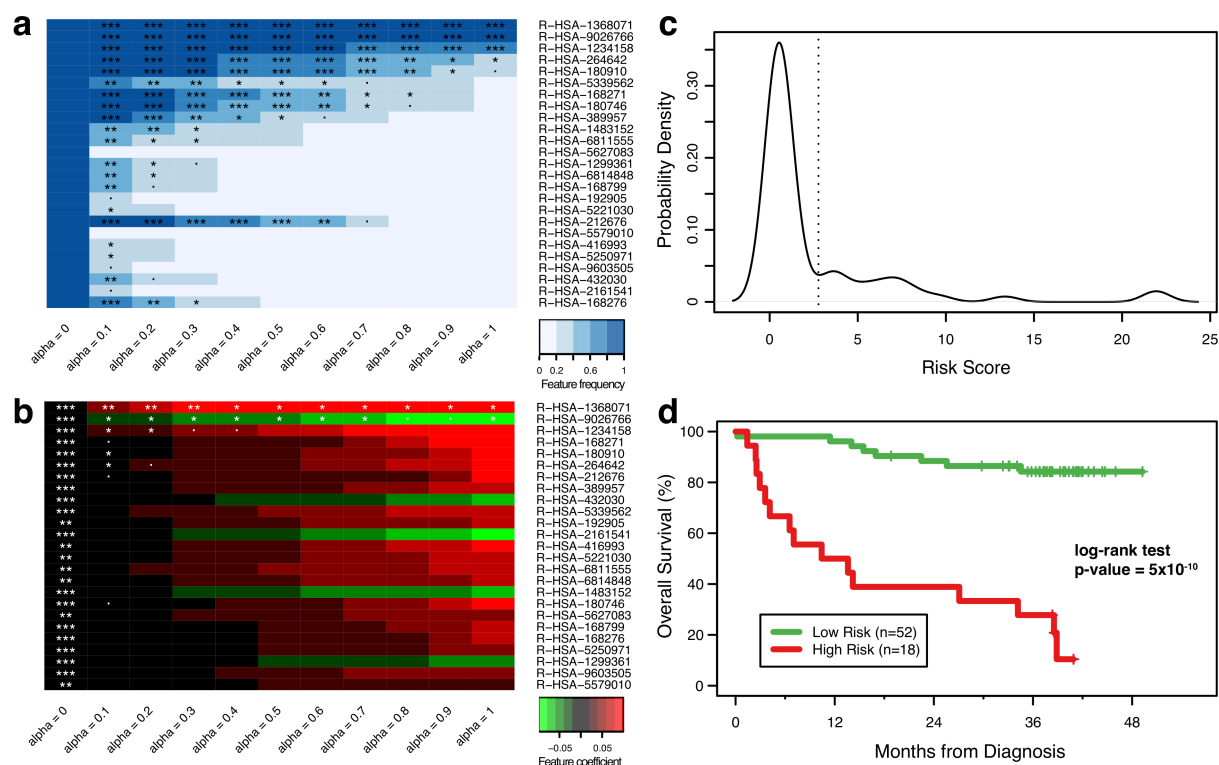 a
*** *** *** *** *** *** *** *** *** *** R-HSA-1368071
*** *** *** *** *** *** *** *** *** *** R-HSA-9026766
*** *** *** *** *** *** *** *** *** *** R-HSA-1234158
*** *** *** *** *** *** *** ** * * R-HSA-264642
*** *** *** *** *** *** *** ** * · R-HSA-180910
** ** ** * * * · R-HSA-5339562
*** *** *** *** *** ** * * R-HSA-168271
*** *** *** *** *** ** * · R-HSA-180746
*** *** ** * * · R-HSA-389957
** ** * R-HSA-1483152
** * * R-HSA-6811555
R-HSA-5627083
** * · R-HSA-1299361
** * R-HSA-6814848
** · R-HSA-168799
· R-HSA-192905
* R-HSA-5221030
*** *** *** *** *** ** · R-HSA-212676
R-HSA-5579010
* R-HSA-416993
* R-HSA-5250971
· R-HSA-9603505
** · R-HSA-432030
· R-HSA-2161541
*** ** * R-HSA-168276
alpha = 0 alpha = 0.1 alpha = 0.2 alpha = 0.3 alpha = 0.4 alpha = 0.5 alpha = 0.6 alpha = 0.7 alpha = 0.8 alpha = 0.9 alpha = 1
0 0.2 0.6 1
Feature frequency
b
*** ** ** ** * * * * * * * R-HSA-1368071
*** * * * * * * * · · * R-HSA-9026766
*** * * · · R-HSA-1234158
*** · R-HSA-168271
*** * R-HSA-180910
*** * · R-HSA-264642
*** · R-HSA-212676
*** R-HSA-389957
*** R-HSA-432030
*** R-HSA-5339562
** R-HSA-192905
*** R-HSA-2161541
** R-HSA-416993
** R-HSA-5221030
** R-HSA-6811555
** R-HSA-6814848
*** R-HSA-1483152
*** · R-HSA-180746
** R-HSA-5627083
*** R-HSA-168799
*** R-HSA-168276
*** R-HSA-5250971
*** R-HSA-1299361
*** R-HSA-9603505
** R-HSA-5579010
alpha = 0 alpha = 0.1 alpha = 0.2 alpha = 0.3 alpha = 0.4 alpha = 0.5 alpha = 0.6 alpha = 0.7 alpha = 0.8 alpha = 0.9 alpha = 1
-0.05 0.05
Feature coefficient
c
Probability Density
0.30
0.20
0.10
0
0 5 10 15 20 25
Risk Score
d
Overall Survival (%)
100
80
60
40
20
0
log-rank test
p-value = 5x10⁻¹⁰
Low Risk (n=52)
High Risk (n=18)
0 12 24 36 48
Months from Diagnosis